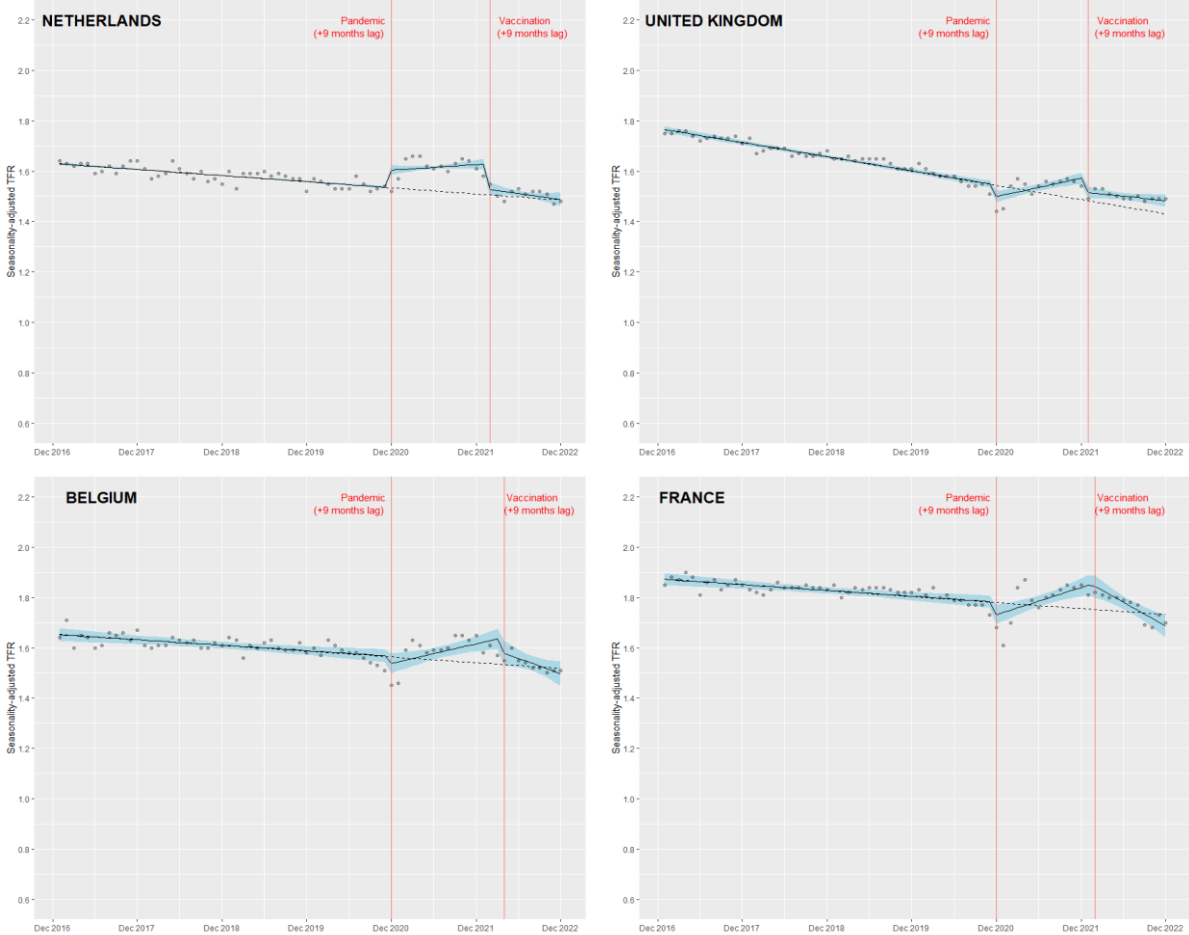 NETHERLANDS
Pandemic
(+9 months lag)
Vaccination
(+9 months lag)
Seasonality-adjusted TFR
2.2
2.0
1.8
1.6
1.4
1.2
1.0
0.8
0.6
Dec 2016
Dec 2017
Dec 2018
Dec 2019
Dec 2020
Dec 2021
Dec 2022
UNITED KINGDOM
Pandemic
(+9 months lag)
Vaccination
(+9 months lag)
Seasonality-adjusted TFR
2.2
2.0
1.8
1.6
1.4
1.2
1.0
0.8
0.6
Dec 2016
Dec 2017
Dec 2018
Dec 2019
Dec 2020
Dec 2021
Dec 2022
BELGIUM
Pandemic
(+9 months lag)
Vaccination
(+9 months lag)
Seasonality-adjusted TFR
2.2
2.0
1.8
1.6
1.4
1.2
1.0
0.8
0.6
Dec 2016
Dec 2017
Dec 2018
Dec 2019
Dec 2020
Dec 2021
Dec 2022
FRANCE
Pandemic
(+9 months lag)
Vaccination
(+9 months lag)
Seasonality-adjusted TFR
2.2
2.0
1.8
1.6
1.4
1.2
1.0
0.8
0.6
Dec 2016
Dec 2017
Dec 2018
Dec 2019
Dec 2020
Dec 2021
Dec 2022